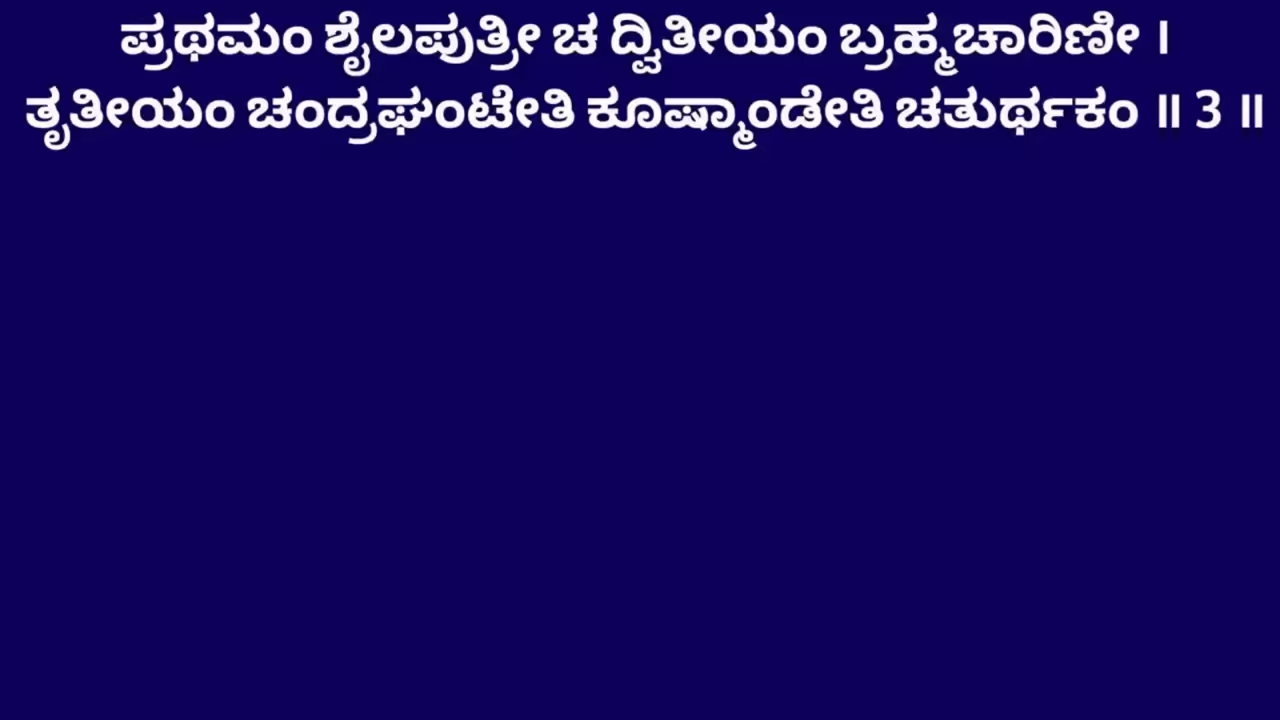 ಪ್ರಥಮಂ ಶೈಲಪುತ್ರೀ ಚ ದ್ವಿತೀಯಂ ಬ್ರಹ್ಮಚಾರಿಣೀ ।
ತೃತೀಯಂ ಚಂದ್ರಘಂಟೇತಿ ಕೂಷ್ಮಾಂಡೇತಿ ಚತುರ್ಥಕಂ ॥ 3 ॥